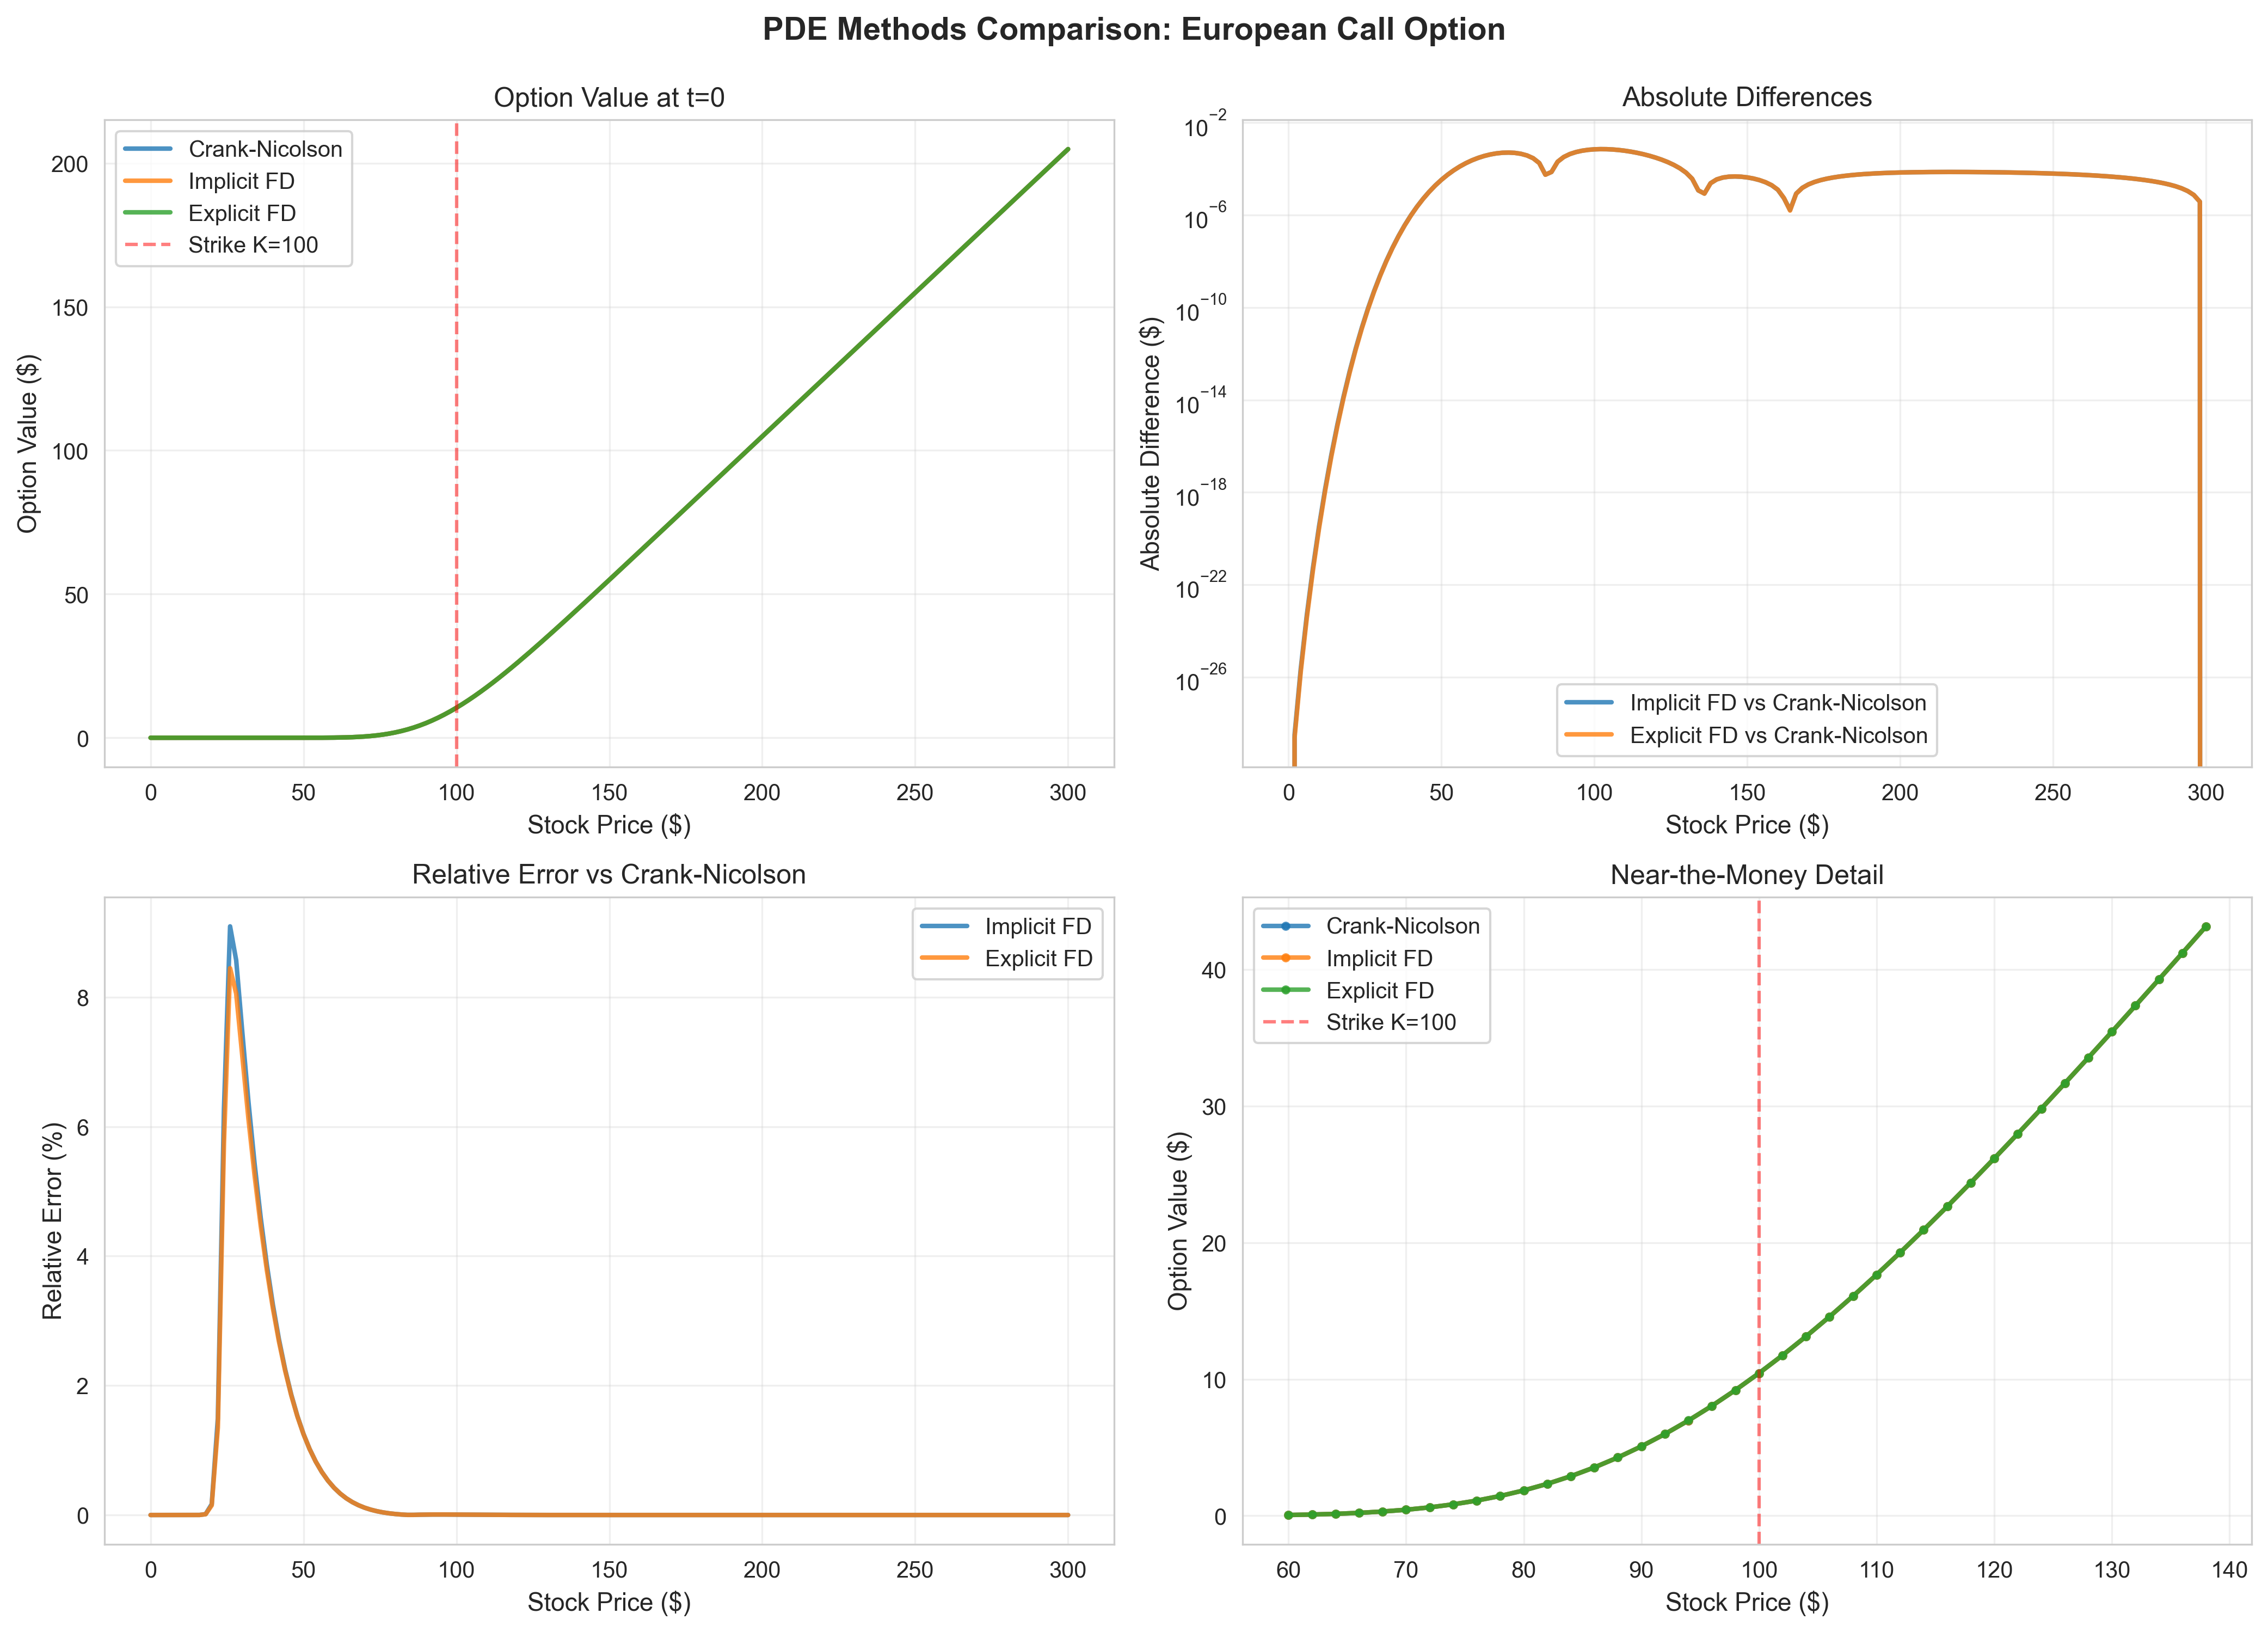 PDE Methods Comparison: European Call Option
Option Value at t=0
Option Value ($)
200
150
100
50
0
Crank-Nicolson
Implicit FD
Explicit FD
Strike K=100
0 50 100 150 200 250 300
Stock Price ($)
Absolute Differences
Absolute Difference ($)
10⁻²
10⁻⁶
10⁻¹⁰
10⁻¹⁴
10⁻¹⁸
10⁻²²
10⁻²⁶
Implicit FD vs Crank-Nicolson
Explicit FD vs Crank-Nicolson
0 50 100 150 200 250 300
Stock Price ($)
Relative Error vs Crank-Nicolson
Relative Error (%)
8
6
4
2
0
Implicit FD
Explicit FD
0 50 100 150 200 250 300
Stock Price ($)
Near-the-Money Detail
Option Value ($)
40
30
20
10
0
Crank-Nicolson
Implicit FD
Explicit FD
Strike K=100
60 70 80 90 100 110 120 130 140
Stock Price ($)